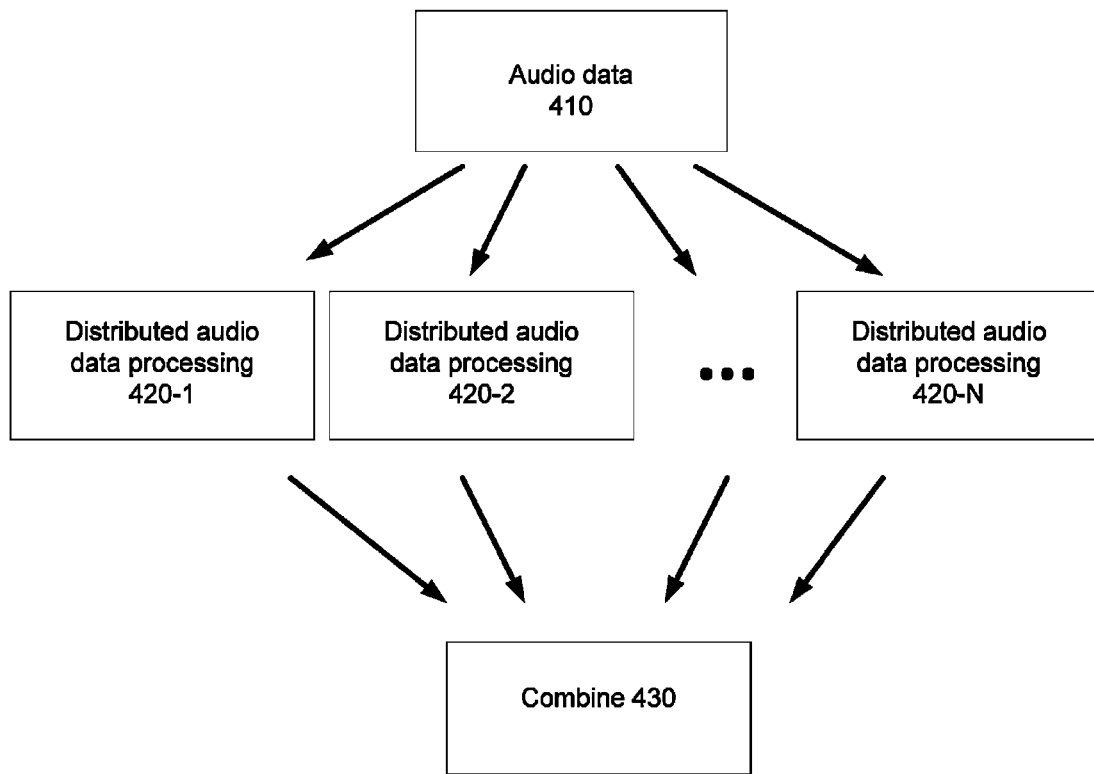 Audio data
410
Distributed audio
data processing
420-1
Distributed audio
data processing
420-2
Distributed audio
data processing
420-N
Combine 430